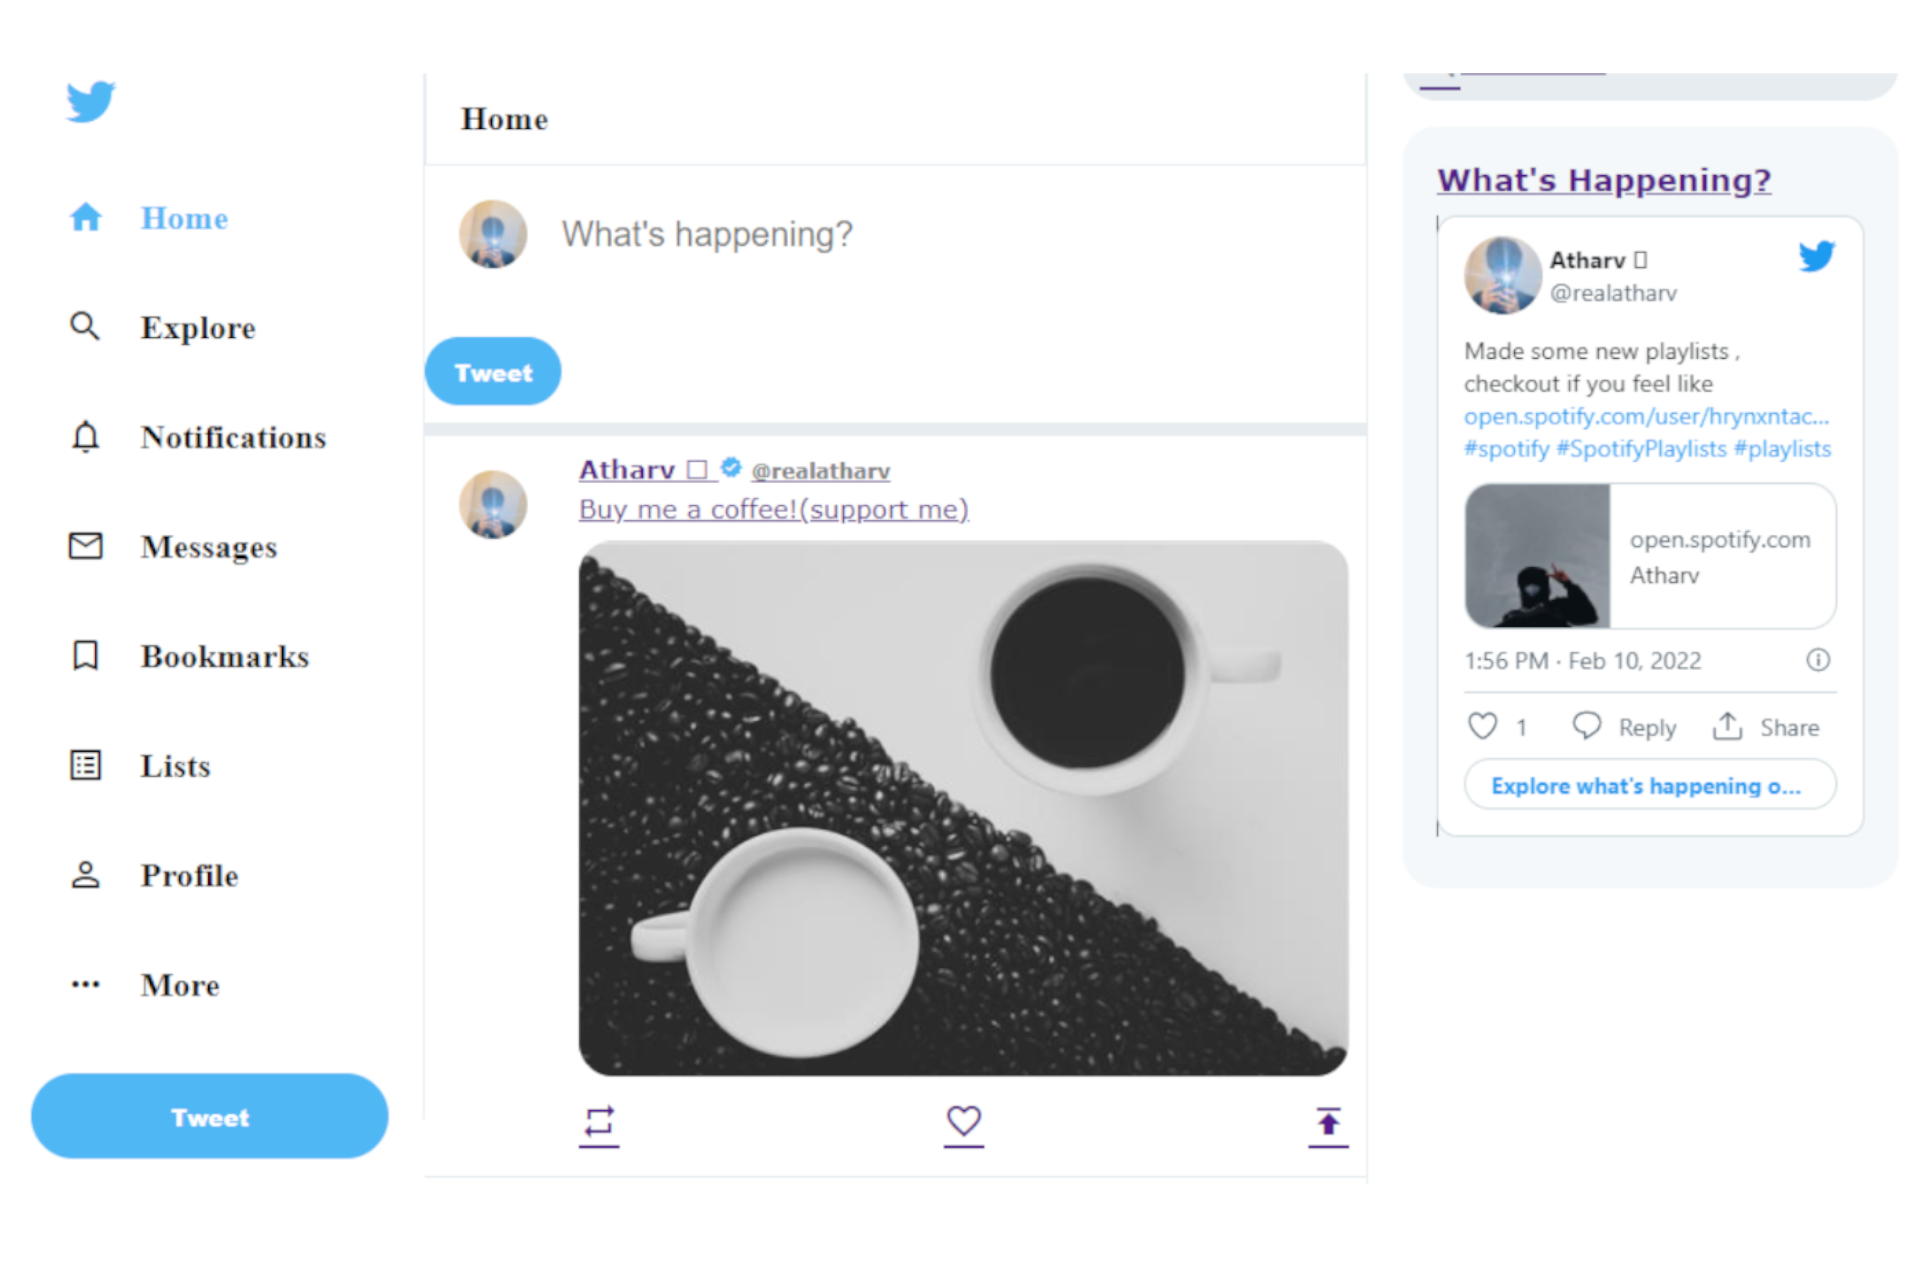 Home
Explore
Notifications
Messages
Bookmarks
Lists
Profile
More
Tweet
Home
What's happening?
Tweet
Atharv □ @realatharv
Buy me a coffee!(support me)
What's Happening?
Atharv ▯
@realatharv
Made some new playlists ,
checkout if you feel like
open.spotify.com/user/hrynxntac...
#spotify #SpotifyPlaylists #playlists
open.spotify.com
Atharv
1:56 PM · Feb 10, 2022
1 Reply Share
Explore what's happening o...